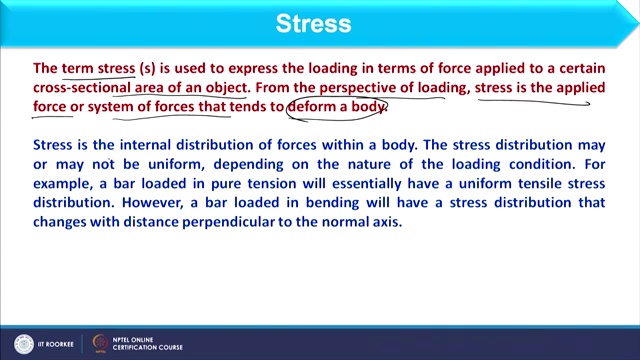 Stress
The term stress (s) is used to express the loading in terms of force applied to a certain
cross-sectional area of an object. From the perspective of loading, stress is the applied
force or system of forces that tends to deform a body.
Stress is the internal distribution of forces within a body. The stress distribution may
or may not be uniform, depending on the nature of the loading condition. For
example, a bar loaded in pure tension will essentially have a uniform tensile stress
distribution. However, a bar loaded in bending will have a stress distribution that
changes with distance perpendicular to the normal axis.
IIT ROORKEE
NPTEL ONLINE
CERTIFICATION COURSE